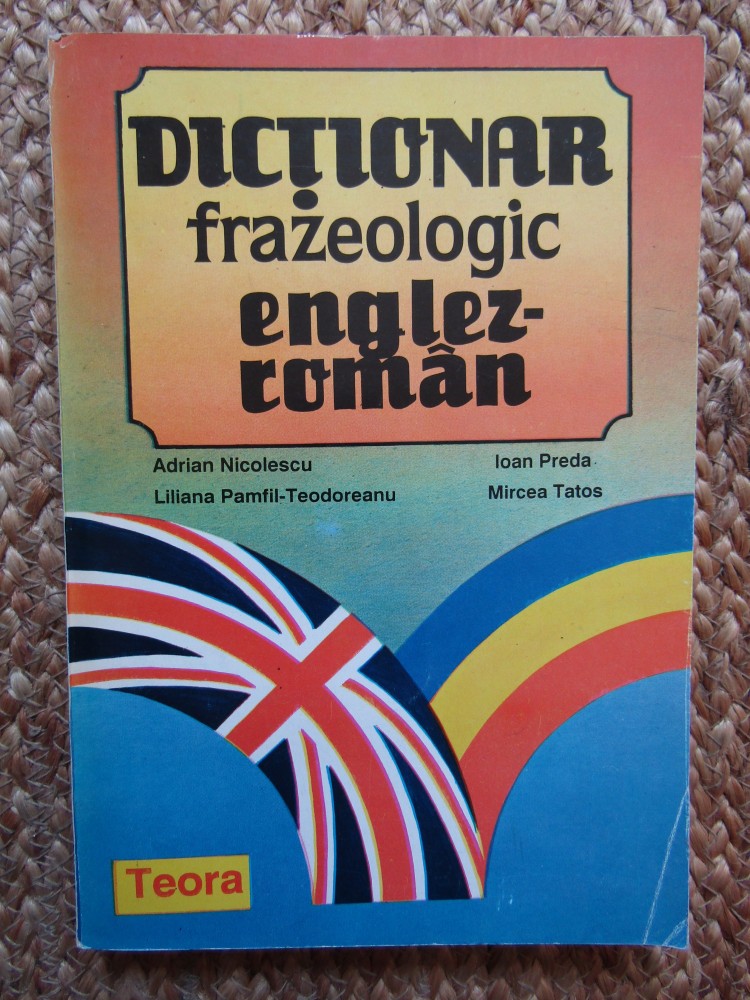 DICȚIONAR
frazeologic
englez-
român
Adrian Nicolescu
Ioan Preda
Liliana Pamfil-Teodoreanu
Mircea Tatos
Teora